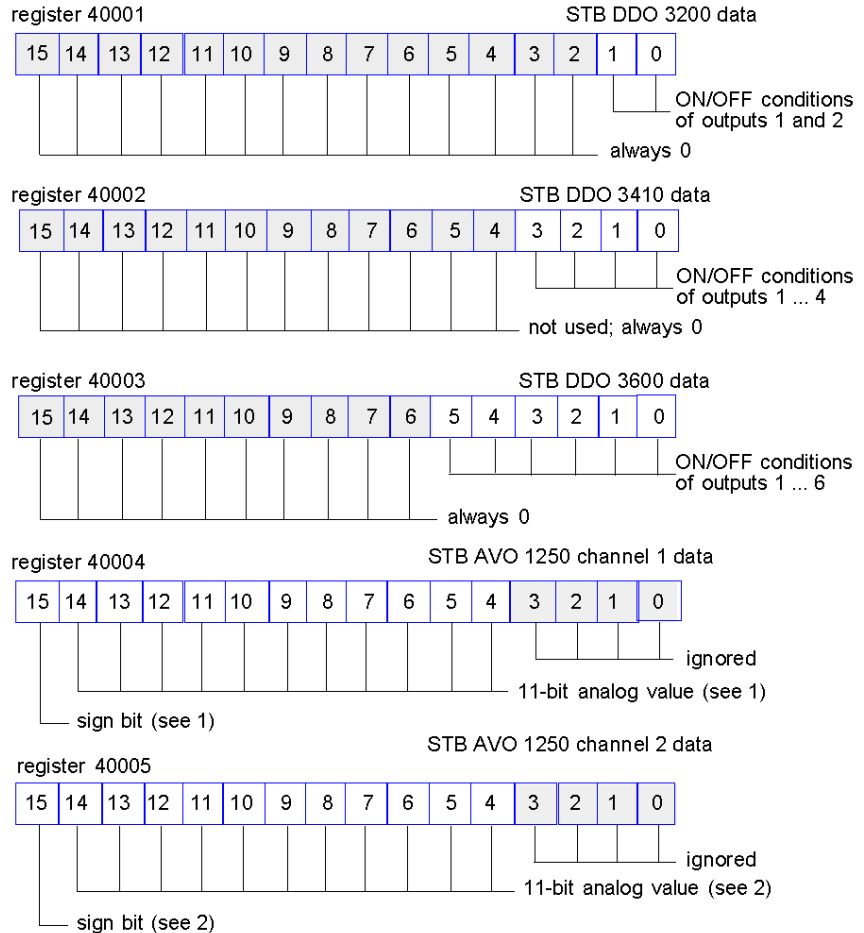 register 40001 STB DDO 3200 data
15 14 13 12 11 10 9 8 7 6 5 4 3 2 1 0
ON/OFF conditions
of outputs 1 and 2
always 0
register 40002 STB DDO 3410 data
15 14 13 12 11 10 9 8 7 6 5 4 3 2 1 0
ON/OFF conditions
of outputs 1 ... 4
not used; always 0
register 40003 STB DDO 3600 data
15 14 13 12 11 10 9 8 7 6 5 4 3 2 1 0
ON/OFF conditions
of outputs 1 ... 6
always 0
STB AVO 1250 channel 1 data
register 40004
15 14 13 12 11 10 9 8 7 6 5 4 3 2 1 0
ignored
11-bit analog value (see 1)
sign bit (see 1)
STB AVO 1250 channel 2 data
register 40005
15 14 13 12 11 10 9 8 7 6 5 4 3 2 1 0
ignored
11-bit analog value (see 2)
sign bit (see 2)